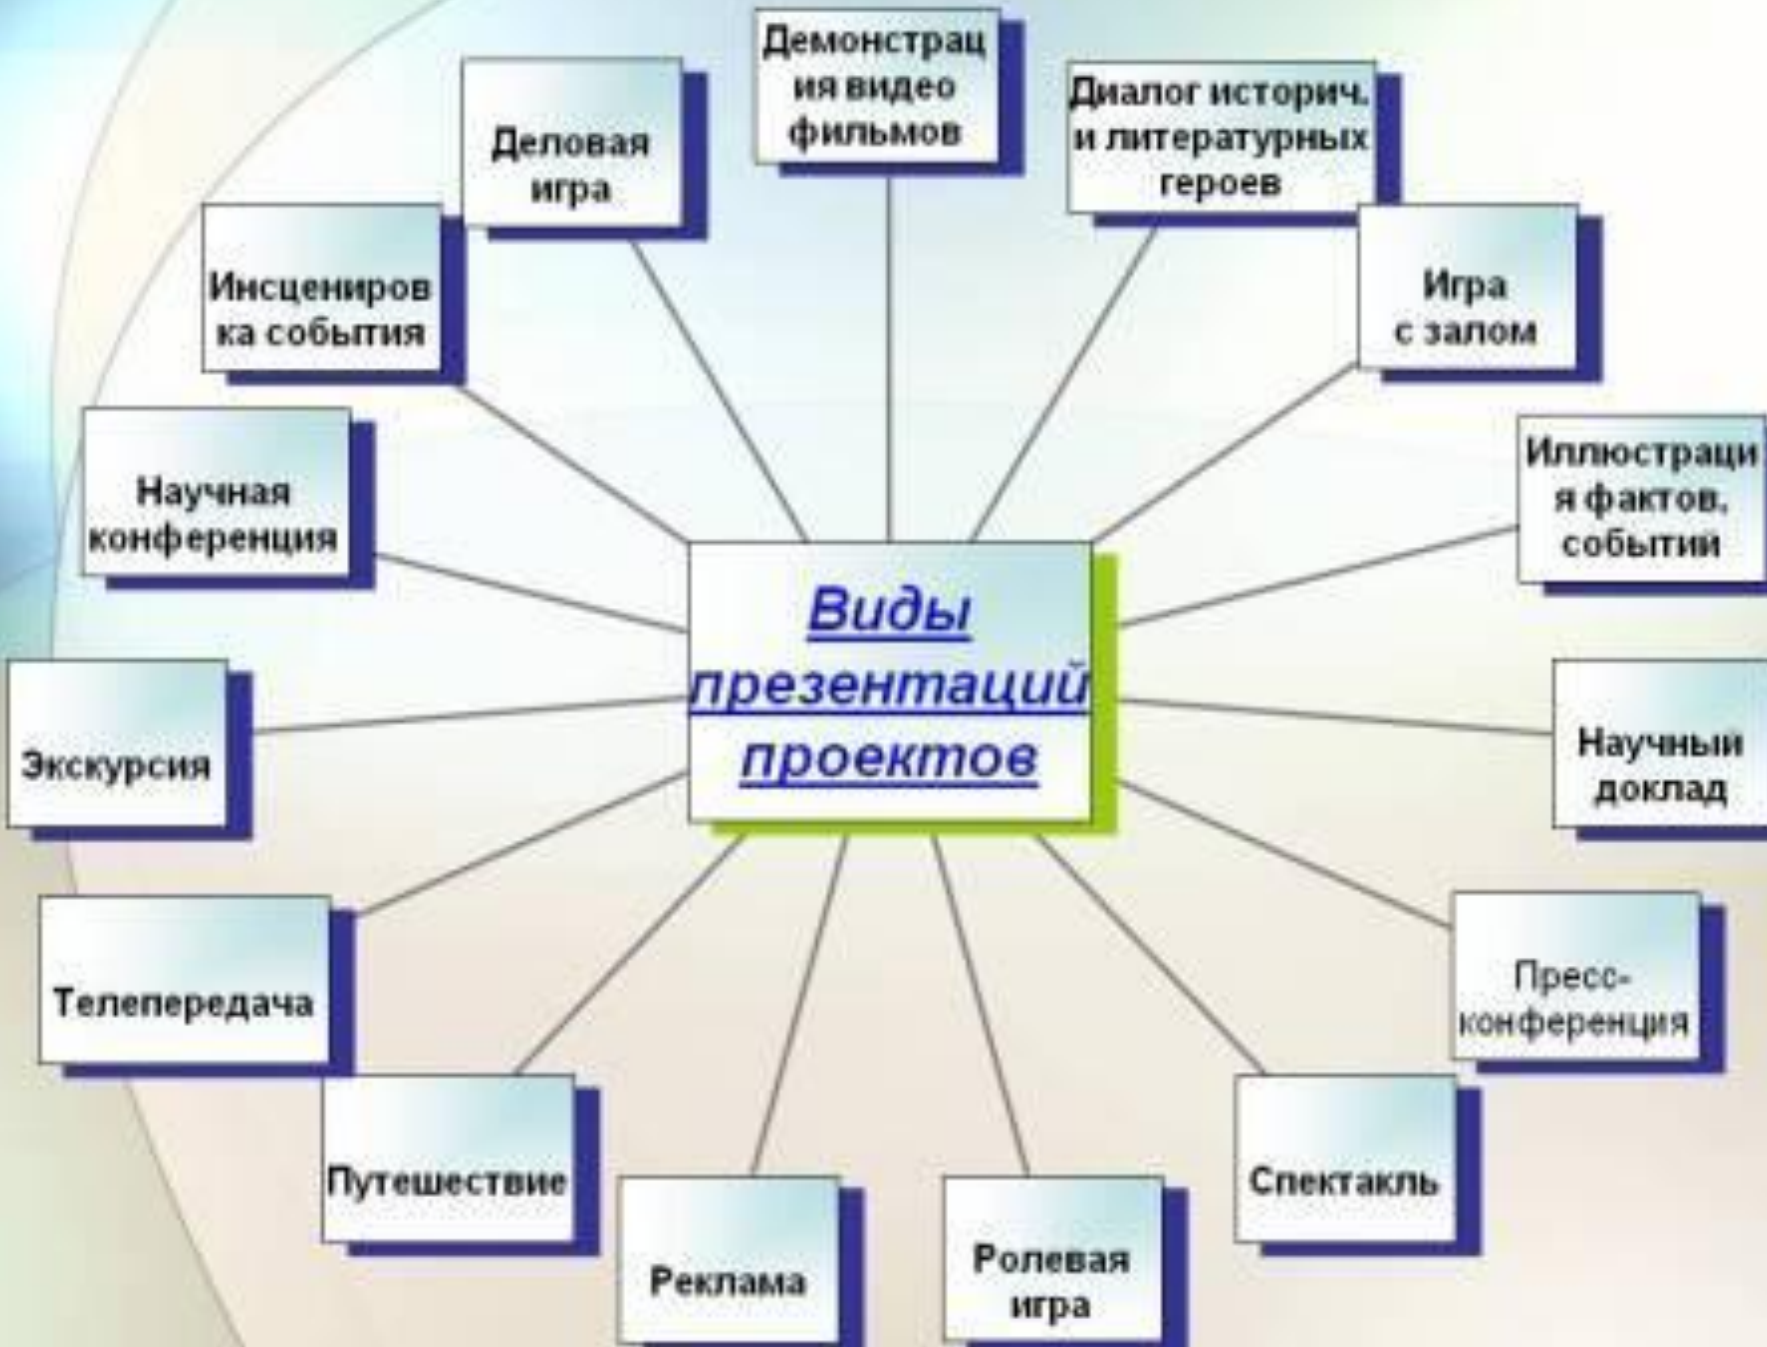 Демонстрац
ия видео
фильмов
Диалог историч.
и литературных
героев
Деловая
игра
Игра
с залом
Инсцениров
ка события
Иллюстраци
я фактов,
событий
Научная
конференция
Виды
презентаций
проектов
Экскурсия
Научный
доклад
Телепередача
Пресс-
конференция
Путешествие
Спектакль
Реклама
Ролевая
игра